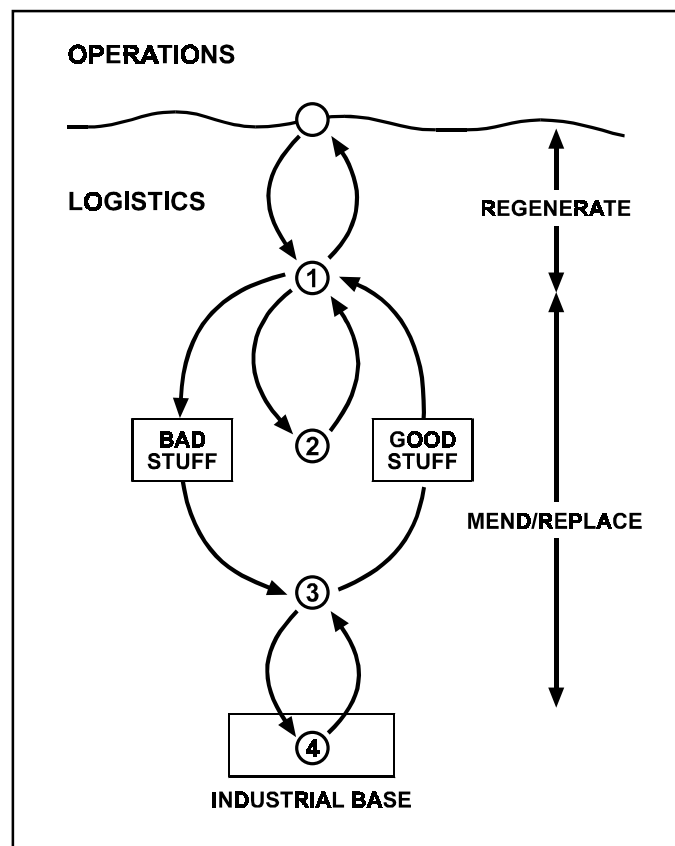 OPERATIONS
LOGISTICS
REGENERATE
1
BAD
STUFF
2
GOOD
STUFF
MEND/REPLACE
3
4
INDUSTRIAL BASE